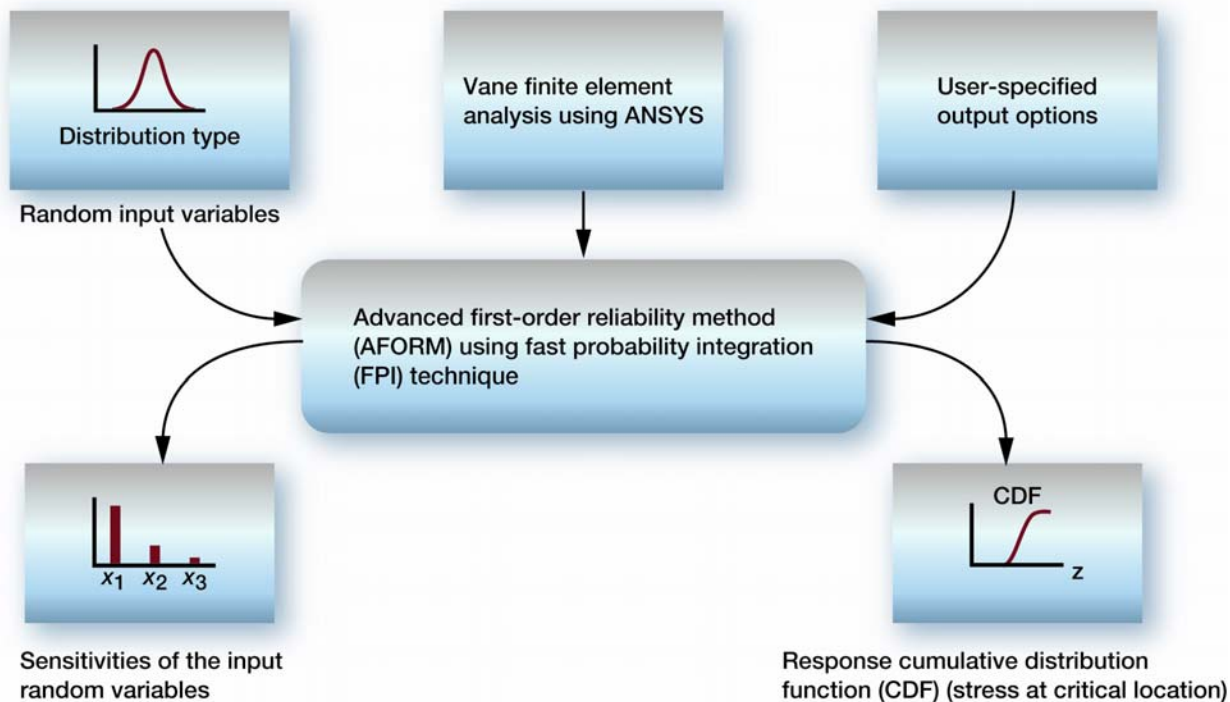 Distribution type
Random input variables
Vane finite element
analysis using ANSYS
User-specified
output options
Advanced first-order reliability method
(AFORM) using fast probability integration
(FPI) technique
x1 x2 x3
Sensitivities of the input
random variables
CDF
z
Response cumulative distribution
function (CDF) (stress at critical location)